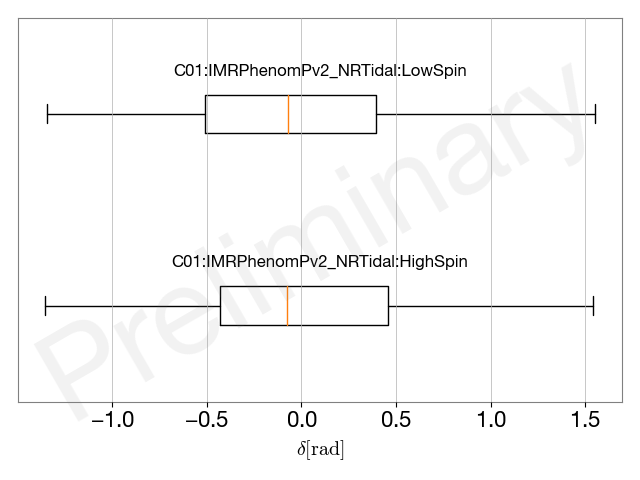 C01:IMRPhenomPv2_NRTidal:LowSpin
Preliminary
C01:IMRPhenomPv2_NRTidal:HighSpin
−1.0 −0.5 0.0 0.5 1.0 1.5
δ[rad]